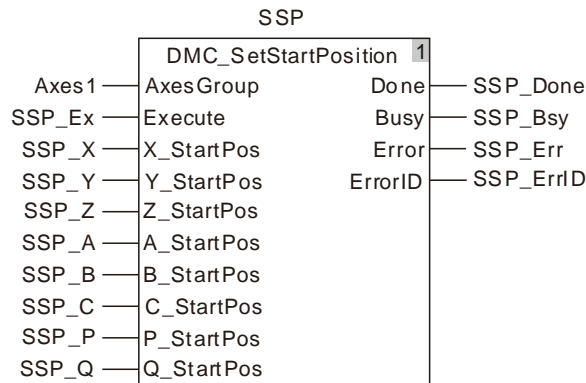 SSP
DMC_SetStartPosition 1
Axes1 AxesGroup Done SSP_Done
SSP_Ex Execute Busy SSP_Bsy
SSP_X X_StartPos Error SSP_Err
SSP_Y Y_StartPos ErrorID SSP_ErrID
SSP_Z Z_StartPos
SSP_A A_StartPos
SSP_B B_StartPos
SSP_C C_StartPos
SSP_P P_StartPos
SSP_Q Q_StartPos